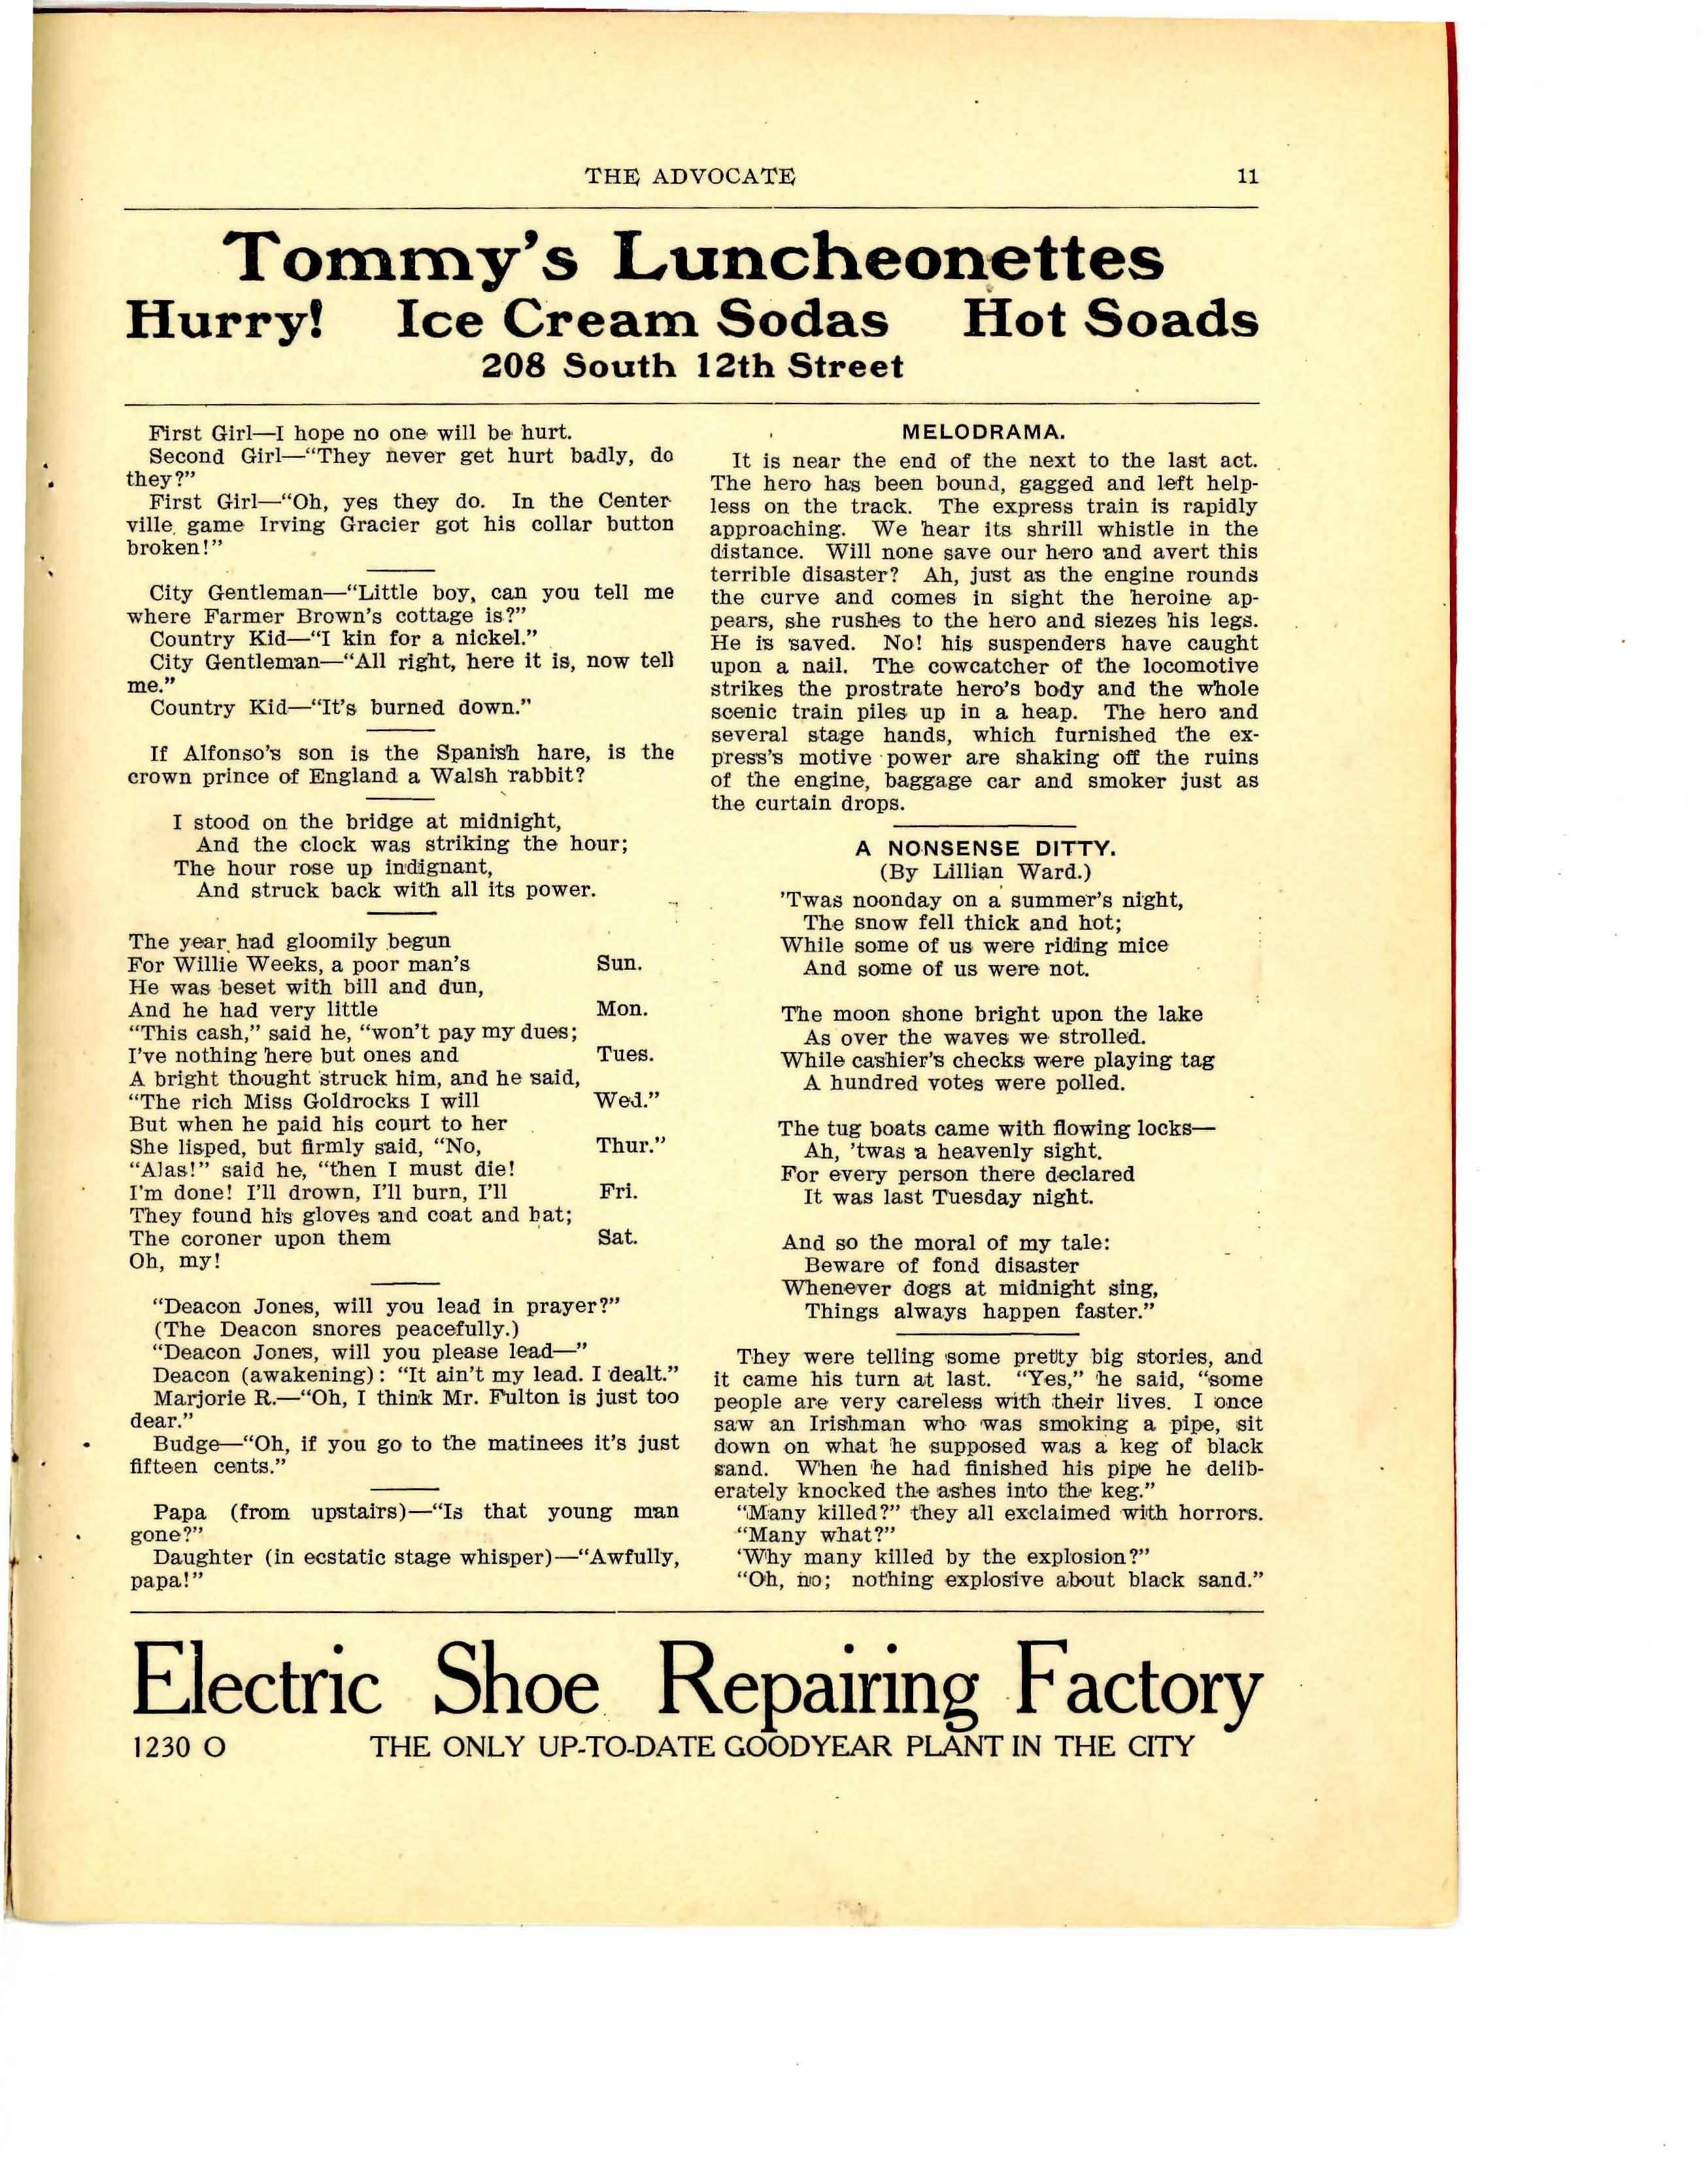 THE ADVOCATE 11
Tommy's Luncheonettes
Hurry! Ice Cream Sodas Hot Soads
208 South 12th Street
First Girl—I hope no one will be hurt.
Second Girl—“They never get hurt badly, do
they?”
First Girl—“Oh, yes they do. In the Center
ville game Irving Gracier got his collar button
broken!”
City Gentleman—“Little boy, can you tell me
where Farmer Brown's cottage is?”
Country Kid—“I kin for a nickel.”
City Gentleman—“All right, here it is, now tell
me.”
Country Kid—“It's burned down.”
If Alfonso's son is the Spanish hare, is the
crown prince of England a Walsh rabbit?
I stood on the bridge at midnight,
And the clock was striking the hour;
The hour rose up indignant,
And struck back with all its power.
The year had gloomily begun
For Willie Weeks, a poor man's Sun.
He was beset with bill and dun,
And he had very little Mon.
“This cash,” said he, “won't pay my dues;
I've nothing here but ones and Tues.
A bright thought struck him, and he said,
“The rich Miss Goldrocks I will Wed.”
But when he paid his court to her
She lisped, but firmly said, “No, Thur.”
“Alas!” said he, “then I must die!
I'm done! I'll drown, I'll burn, I'll Fri.
They found his gloves and coat and hat;
The coroner upon them Sat.
Oh, my!
“Deacon Jones, will you lead in prayer?”
(The Deacon snores peacefully.)
“Deacon Jones, will you please lead—”
Deacon (awakening): “It ain't my lead. I dealt.”
Marjorie R.—“Oh, I think Mr. Fulton is just too
dear.”
Budge—“Oh, if you go to the matinees it's just
fifteen cents.”
Papa (from upstairs)—“Is that young man
gone?”
Daughter (in ecstatic stage whisper)—“Awfully,
papa!”
MELODRAMA.
It is near the end of the next to the last act.
The hero has been bound, gagged and left help-
less on the track. The express train is rapidly
approaching. We hear its shrill whistle in the
distance. Will none save our hero and avert this
terrible disaster? Ah, just as the engine rounds
the curve and comes in sight the heroine ap-
pears, she rushes to the hero and siezes his legs.
He is saved. No! his suspenders have caught
upon a nail. The cowcatcher of the locomotive
strikes the prostrate hero's body and the whole
scenic train piles up in a heap. The hero and
several stage hands, which furnished the ex-
press's motive power are shaking off the ruins
of the engine, baggage car and smoker just as
the curtain drops.
A NONSENSE DITTY.
(By Lillian Ward.)
'Twas noonday on a summer's night,
The snow fell thick and hot;
While some of us were riding mice
And some of us were not.
The moon shone bright upon the lake
As over the waves we strolled.
While cashier's checks were playing tag
A hundred votes were polled.
The tug boats came with flowing locks—
Ah, 'twas a heavenly sight.
For every person there declared
It was last Tuesday night.
And so the moral of my tale:
Beware of fond disaster
Whenever dogs at midnight sing,
Things always happen faster.”
They were telling some pretty big stories, and
it came his turn at last. “Yes,” he said, “some
people are very careless with their lives. I once
saw an Irishman who was smoking a pipe, sit
down on what he supposed was a keg of black
sand. When he had finished his pipe he delib-
erately knocked the ashes into the keg.”
“Many killed?” they all exclaimed with horrors.
“Many what?”
‘Why many killed by the explosion?”
“Oh, no; nothing explosive about black sand.”
Electric Shoe Repairing Factory
1230 O THE ONLY UP-TO-DATE GOODYEAR PLANT IN THE CITY